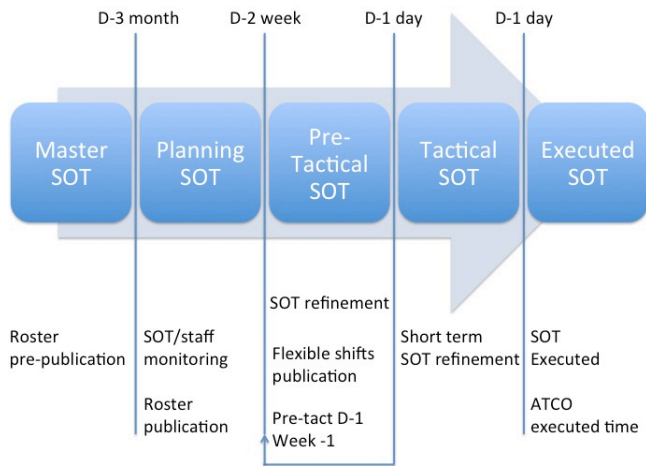 D-3 month
D-2 week
D-1 day
D-1 day
Master
SOT
Planning
SOT
Pre-
Tactical
SOT
Tactical
SOT
Executed
SOT
Roster
pre-publication
SOT/staff
monitoring
Roster
publication
SOT refinement
Flexible shifts
publication
Pre-tact D-1
Week -1
Short term
SOT refinement
SOT
Executed
ATCO
executed time